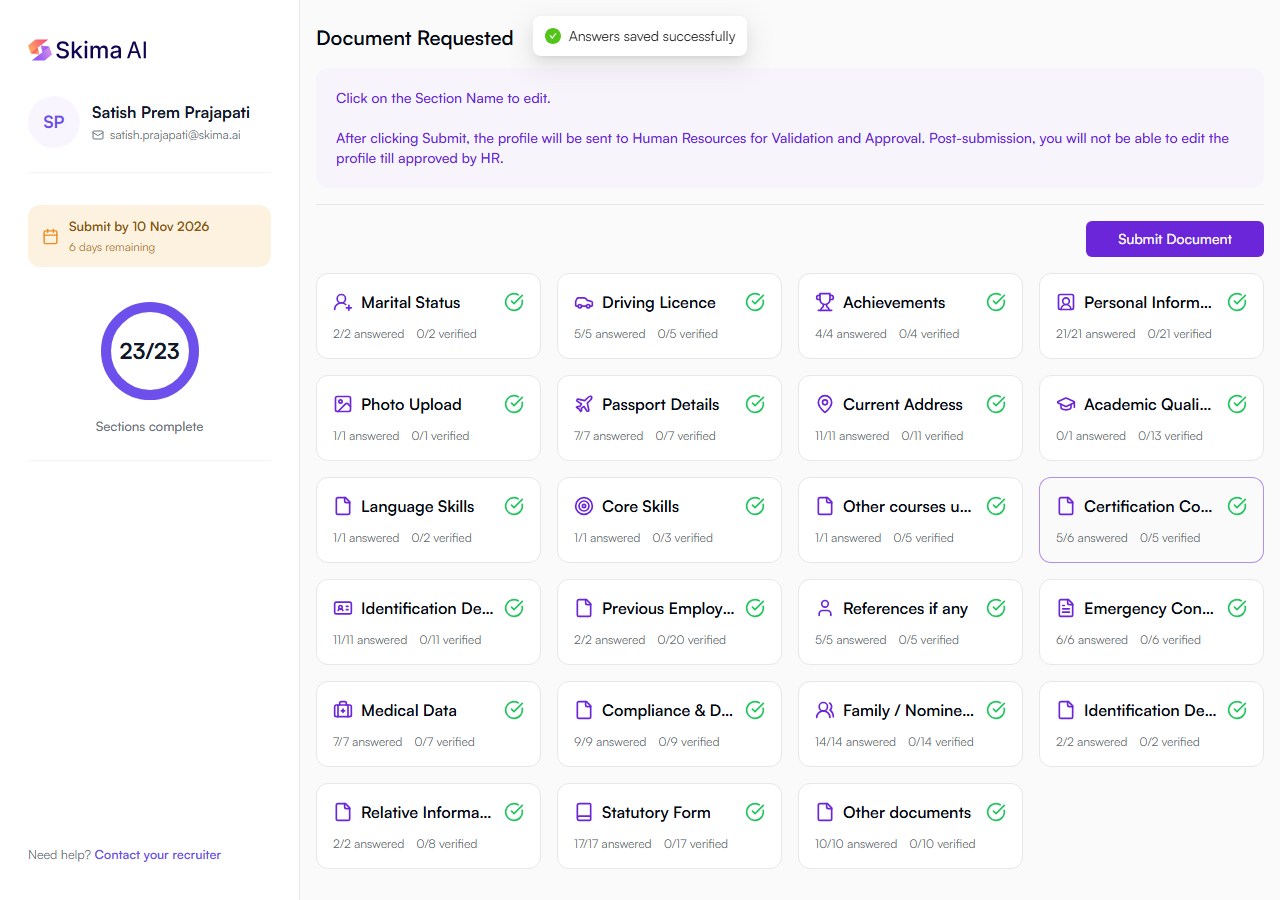 Skima AI
SP
Satish Prem Prajapati
satish.prajapati@skima.ai
Submit by 10 Nov 2026
6 days remaining
23/23
Sections complete
Need help? Contact your recruiter
Document Requested
Answers saved successfully
Click on the Section Name to edit.
After clicking Submit, the profile will be sent to Human Resources for Validation and Approval. Post-submission, you will not be able to edit the
profile till approved by HR.
Submit Document
Marital Status
2/2 answered 0/2 verified
Driving Licence
5/5 answered 0/5 verified
Achievements
4/4 answered 0/4 verified
Personal Inform...
21/21 answered 0/21 verified
Photo Upload
1/1 answered 0/1 verified
Passport Details
7/7 answered 0/7 verified
Current Address
11/11 answered 0/11 verified
Academic Quali...
0/1 answered 0/13 verified
Language Skills
1/1 answered 0/2 verified
Core Skills
1/1 answered 0/3 verified
Other courses u...
1/1 answered 0/5 verified
Certification Co...
5/6 answered 0/5 verified
Identification De...
11/11 answered 0/11 verified
Previous Employ...
2/2 answered 0/20 verified
References if any
5/5 answered 0/5 verified
Emergency Con...
6/6 answered 0/6 verified
Medical Data
7/7 answered 0/7 verified
Compliance & D...
9/9 answered 0/9 verified
Family / Nomine...
14/14 answered 0/14 verified
Identification De...
2/2 answered 0/2 verified
Relative Informa...
2/2 answered 0/8 verified
Statutory Form
17/17 answered 0/17 verified
Other documents
10/10 answered 0/10 verified